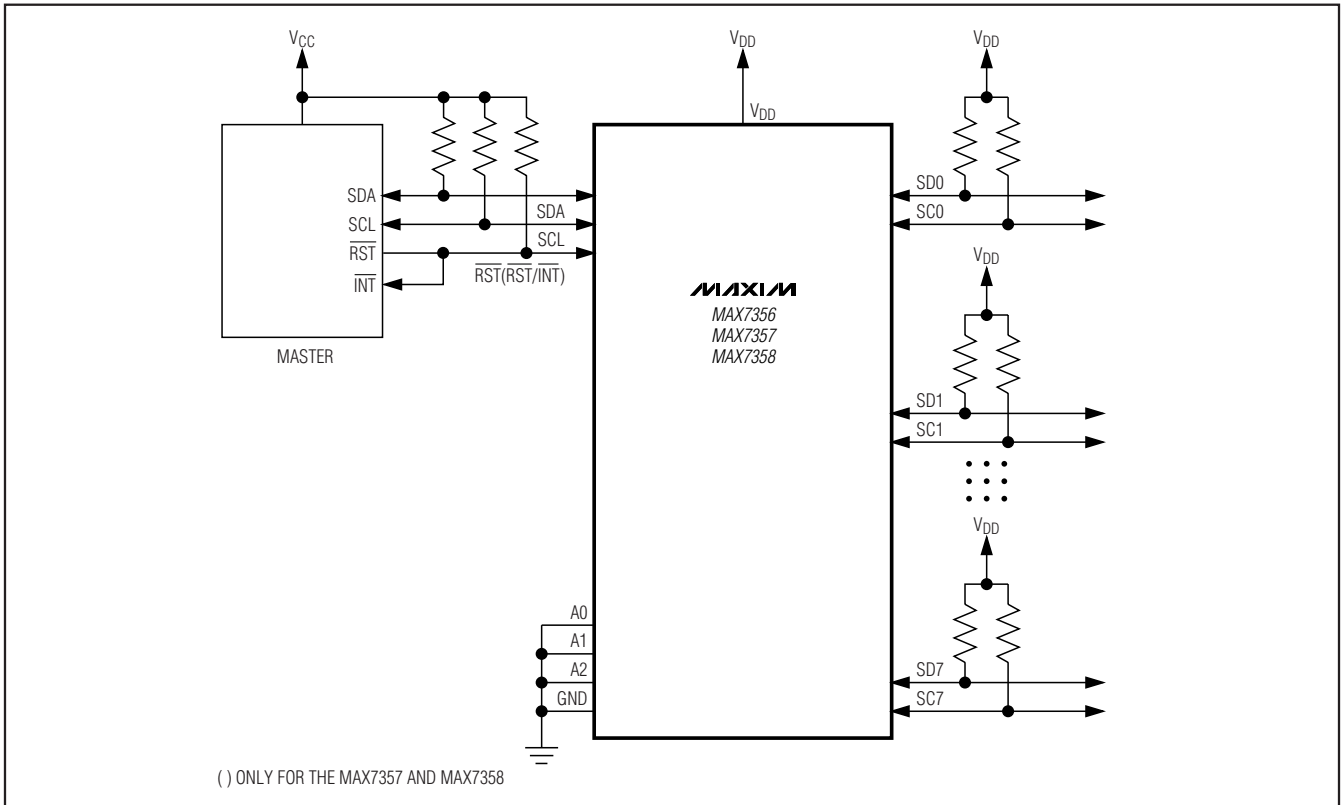 VCC
SDA
SCL
RST
INT
MASTER
SDA
SCL
RST(RST/INT)
VDD
VDD
MAXIM
MAX7356
MAX7357
MAX7358
A0
A1
A2
GND
VDD
SD0
SC0
VDD
SD1
SC1
VDD
SD7
SC7
( ) ONLY FOR THE MAX7357 AND MAX7358